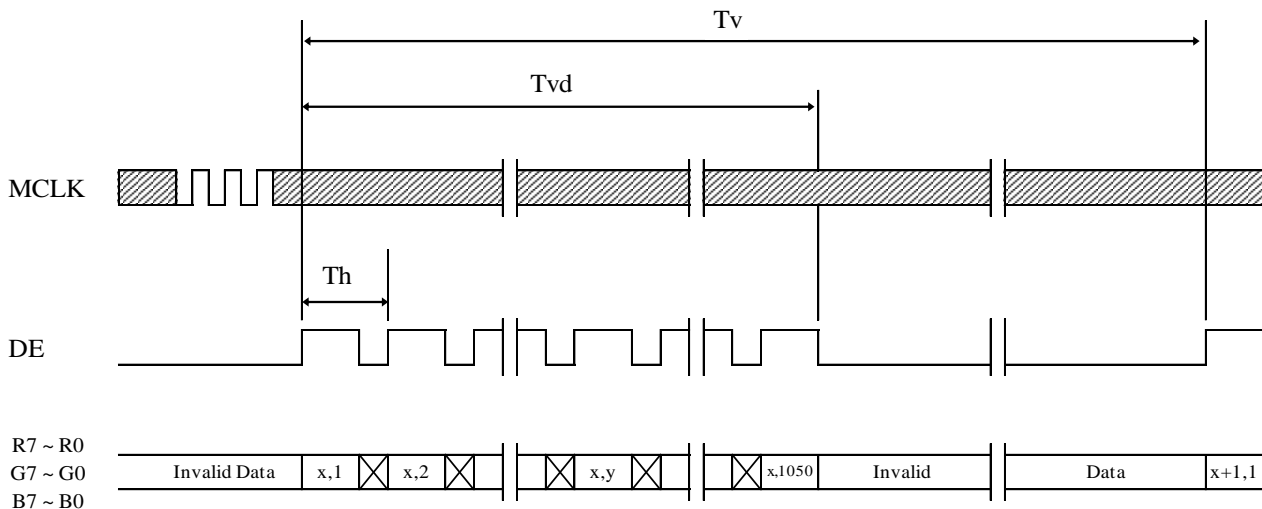 Tv
Tvd
MCLK
Th
DE
R7 ~ R0
G7 ~ G0
B7 ~ B0
Invalid Data
x,1
x,2
x,y
x,1050
Invalid
Data
x+1,1